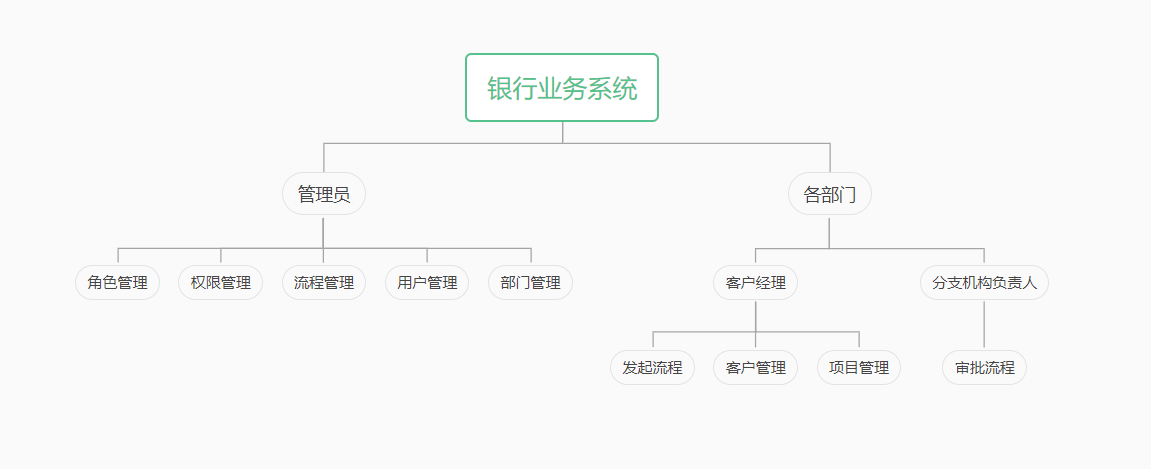 银行业务系统
管理员
各部门
角色管理
权限管理
流程管理
用户管理
部门管理
客户经理
分支机构负责人
发起流程
客户管理
项目管理
审批流程